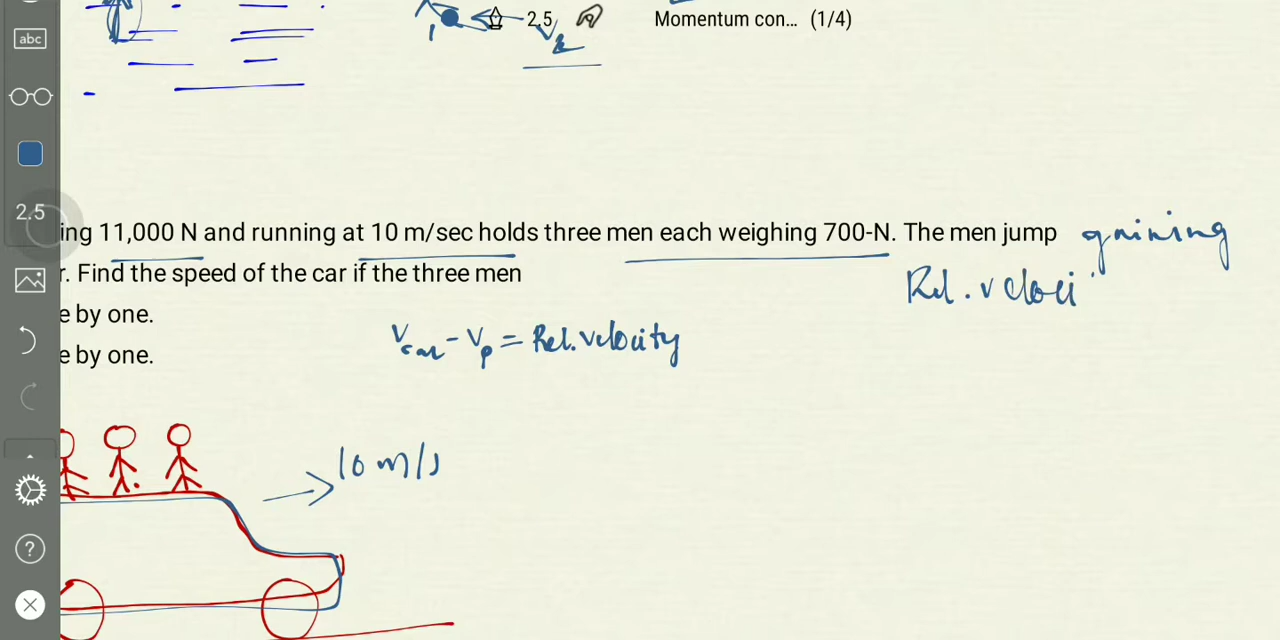 abc
2.5
Momentum con... (1/4)
1
V2
2.5
ing 11,000 N and running at 10 m/sec holds three men each weighing 700-N. The men jump gaining
Rel. veloci
r. Find the speed of the car if the three men
e by one.
Vcar - Vp = Rel. velocity
e by one.
10 m/s
?